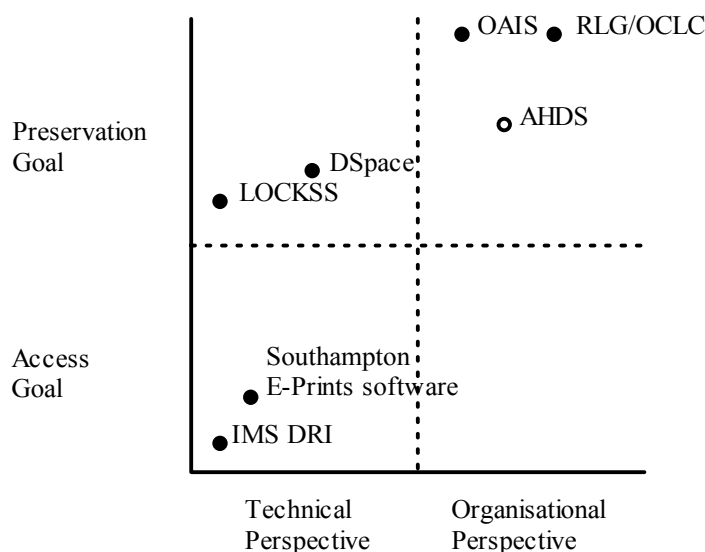 OAIS
RLG/OCLC
AHDS
Preservation
Goal
DSpace
LOCKSS
Access
Goal
Southampton
E-Prints software
IMS DRI
Technical
Perspective
Organisational
Perspective